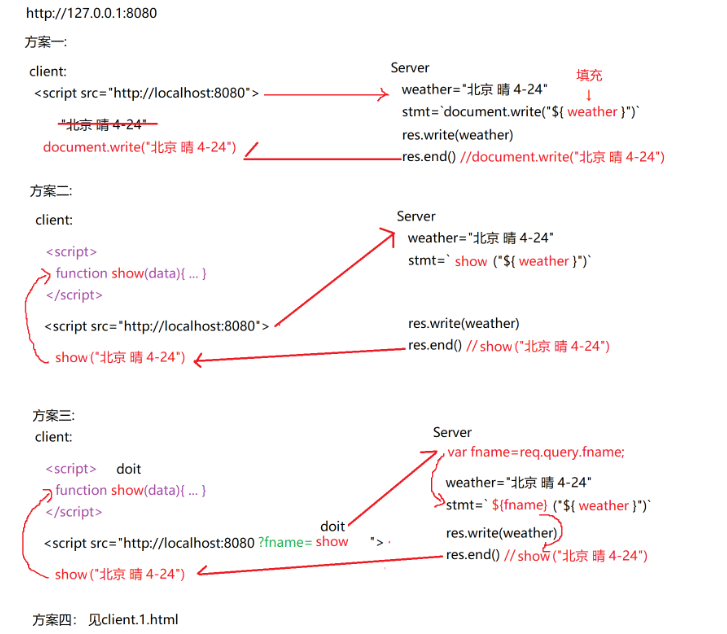 http://127.0.0.1:8080
方案一:
client:
<script src="http://localhost:8080">
"北京 晴 4-24"
document.write("北京 晴 4-24")
Server
weather="北京 晴 4-24"
填充
stmt=`document.write("${ weather }")`
res.write(weather)
res.end() //document.write("北京 晴 4-24")
方案二:
client:
<script>
function show(data){ ... }
</script>
<script src="http://localhost:8080">
show ("北京 晴 4-24")
Server
weather="北京 晴 4-24"
stmt=` show ("${ weather }")`
res.write(weather)
res.end() // show ("北京 晴 4-24")
方案三:
client:
<script> doit
function show(data){ ... }
</script>
doit
<script src="http://localhost:8080 ?fname= show ">
show ("北京 晴 4-24")
Server
var fname=req.query.fname;
weather="北京 晴 4-24"
stmt=` ${fname} ("${ weather }")`
res.write(weather)
res.end() // show ("北京 晴 4-24")
方案四: 见client.1.html